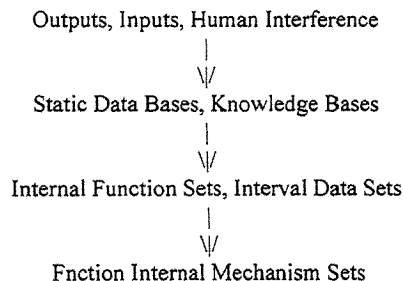 Outputs, Inputs, Human Interference
Static Data Bases, Knowledge Bases
Internal Function Sets, Interval Data Sets
Fnction Internal Mechanism Sets